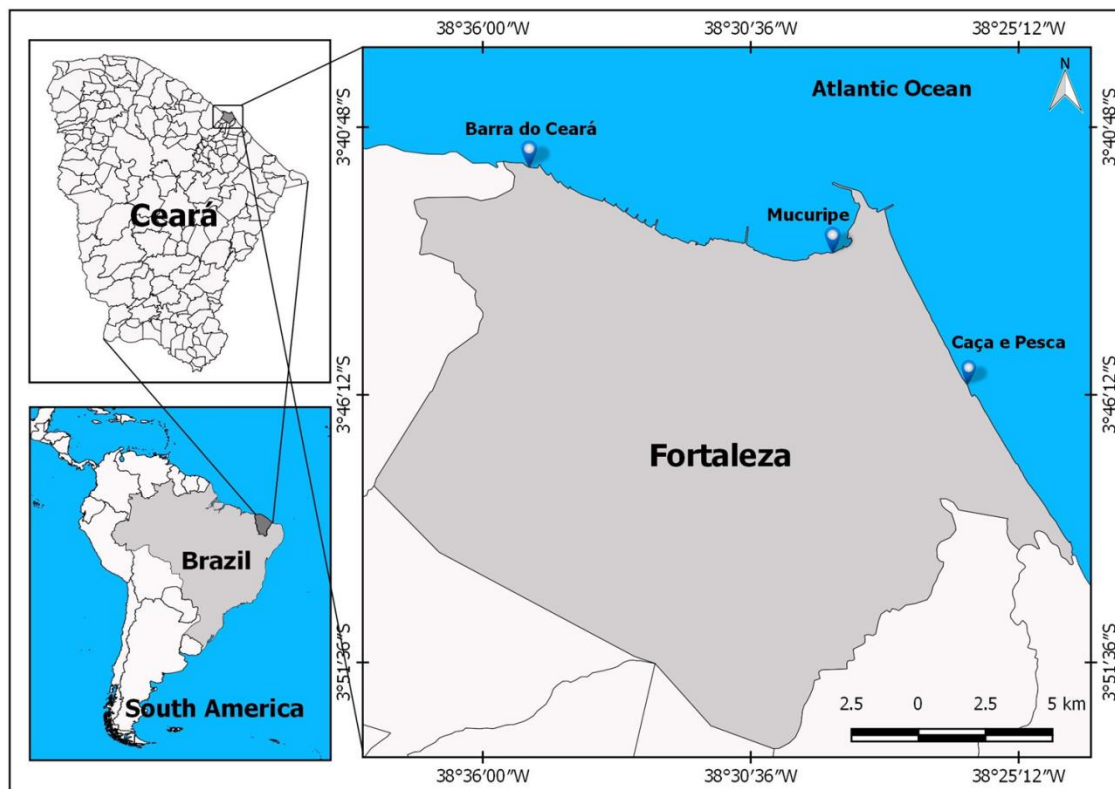 38°36'00"W
38°30'36"W
38°25'12"W
Ceará
Brazil
South America
Atlantic Ocean
N
Barra do Ceará
Mucuripe
Caça e Pesca
Fortaleza
3°40'48"S
3°40'48"S
3°46'12"S
3°46'12"S
3°51'36"S
3°51'36"S
2.5 0 2.5 5 km
38°36'00"W
38°30'36"W
38°25'12"W